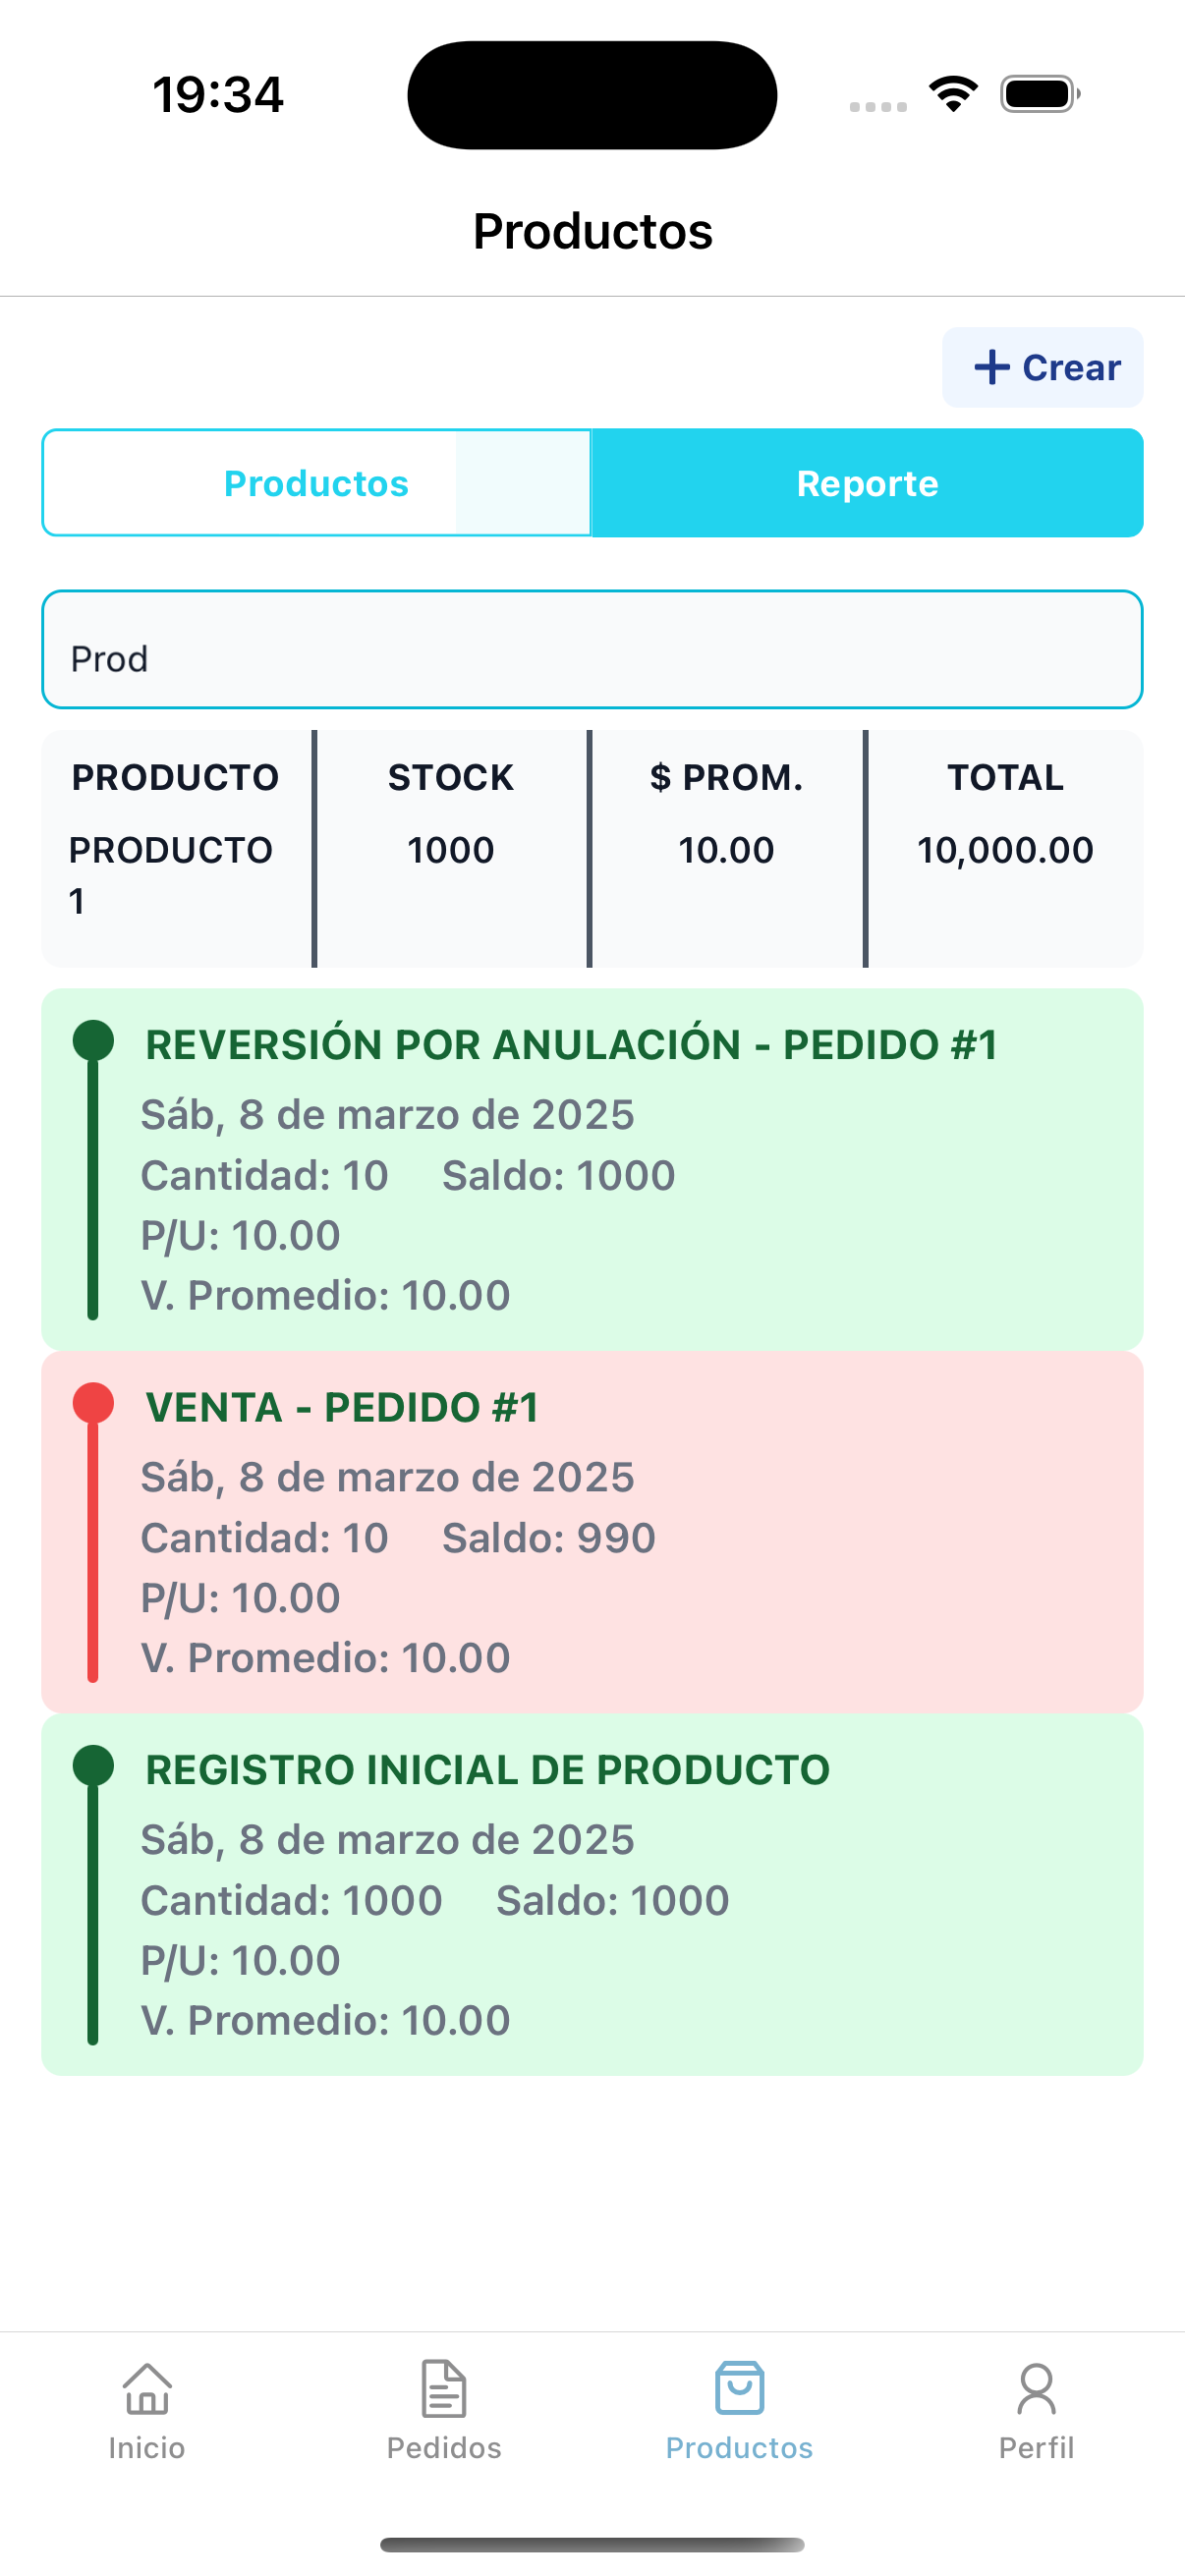 19:34
Productos
+ Crear
Productos
Reporte
Prod
PRODUCTO STOCK $ PROM. TOTAL
PRODUCTO 1000 10.00 10,000.00
1
REVERSIÓN POR ANULACIÓN - PEDIDO #1
Sáb, 8 de marzo de 2025
Cantidad: 10 Saldo: 1000
P/U: 10.00
V. Promedio: 10.00
VENTA - PEDIDO #1
Sáb, 8 de marzo de 2025
Cantidad: 10 Saldo: 990
P/U: 10.00
V. Promedio: 10.00
REGISTRO INICIAL DE PRODUCTO
Sáb, 8 de marzo de 2025
Cantidad: 1000 Saldo: 1000
P/U: 10.00
V. Promedio: 10.00
Inicio Pedidos Productos Perfil